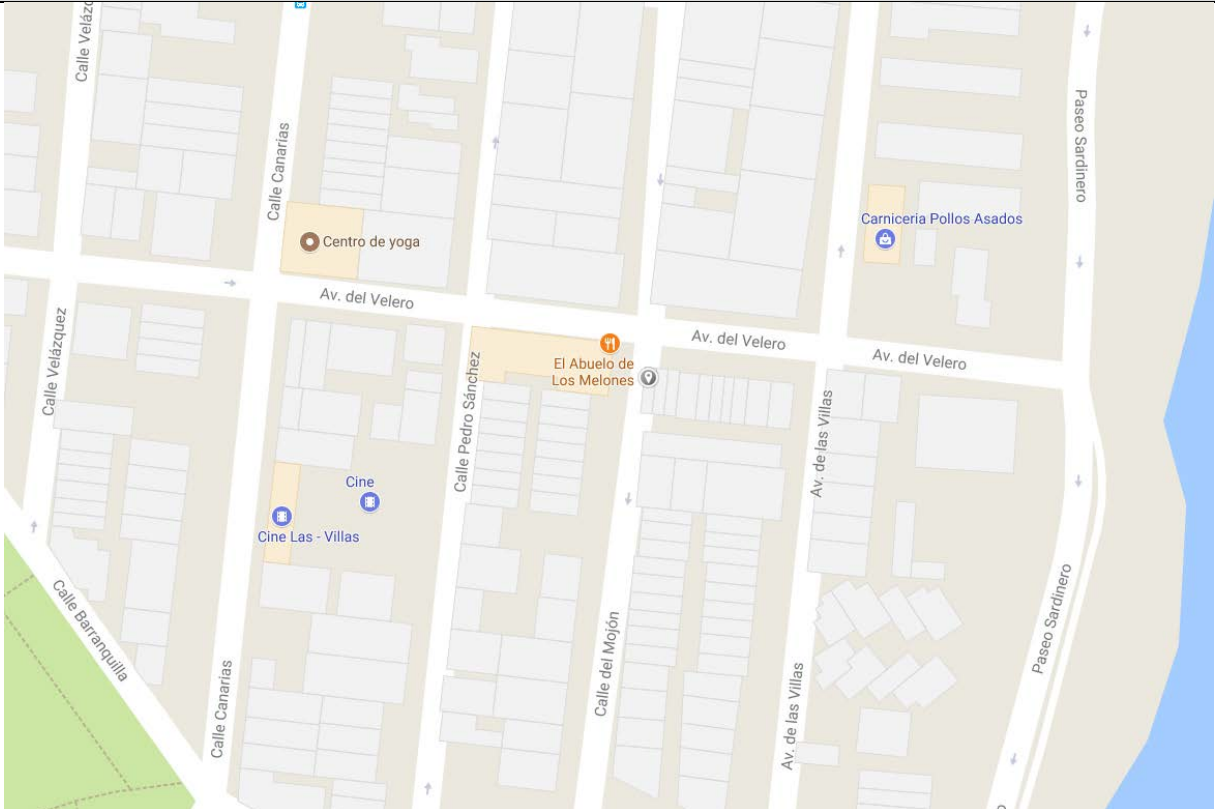 Calle Velázq
Calle Canarias
Paseo Sardinero
Carniceria Pollos Asados
Centro de yoga
Av. del Velero
Av. del Velero
Av. del Velero
Calle Velázquez
El Abuelo de
Los Melones
Calle Pedro Sánchez
Av. de las Villas
Cine
Cine Las - Villas
Calle Barranquilla
Calle Canarias
Calle del Mojón
Av. de las Villas
Paseo Sardinero